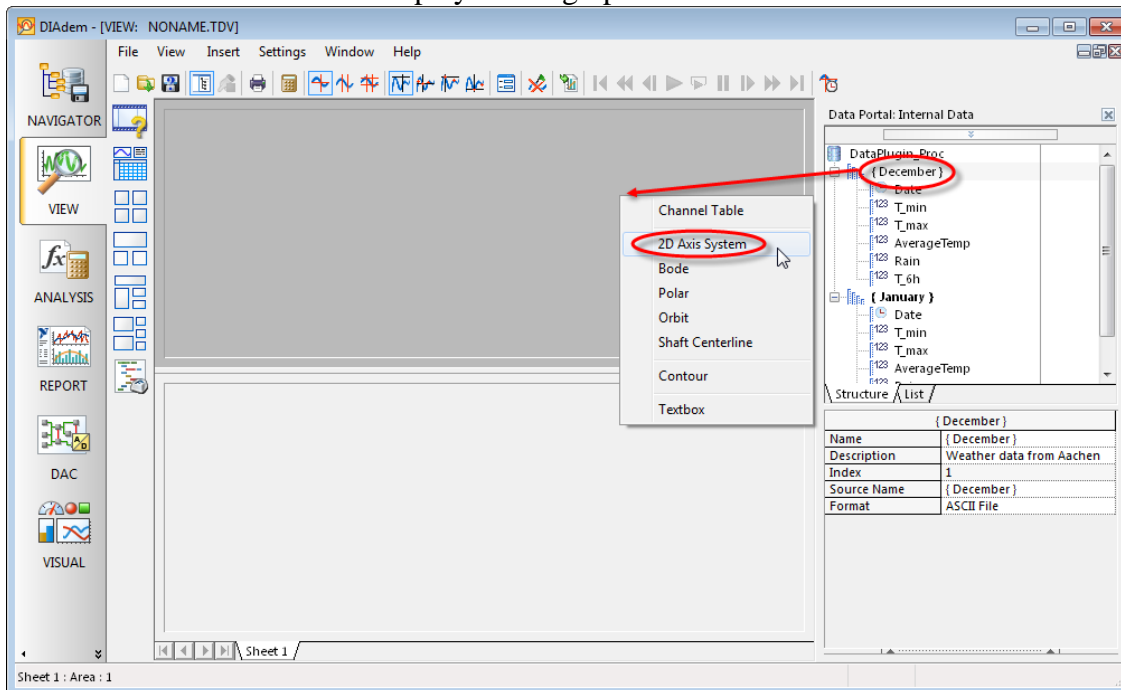 DIAdem - [VIEW: NONAME.TDV]
File View Insert Settings Window Help
NAVIGATOR
VIEW
ANALYSIS
REPORT
DAC
VISUAL
Channel Table
2D Axis System
Bode
Polar
Orbit
Shaft Centerline
Contour
Textbox
Data Portal: Internal Data
DataPlugin_Proc
{ December }
Date
T_min
T_max
AverageTemp
Rain
T_6h
{ January }
Date
T_min
T_max
AverageTemp
Structure List
{ December }
Name { December }
Description Weather data from Aachen
Index 1
Source Name { December }
Format ASCII File
Sheet 1
Sheet 1 : Area : 1